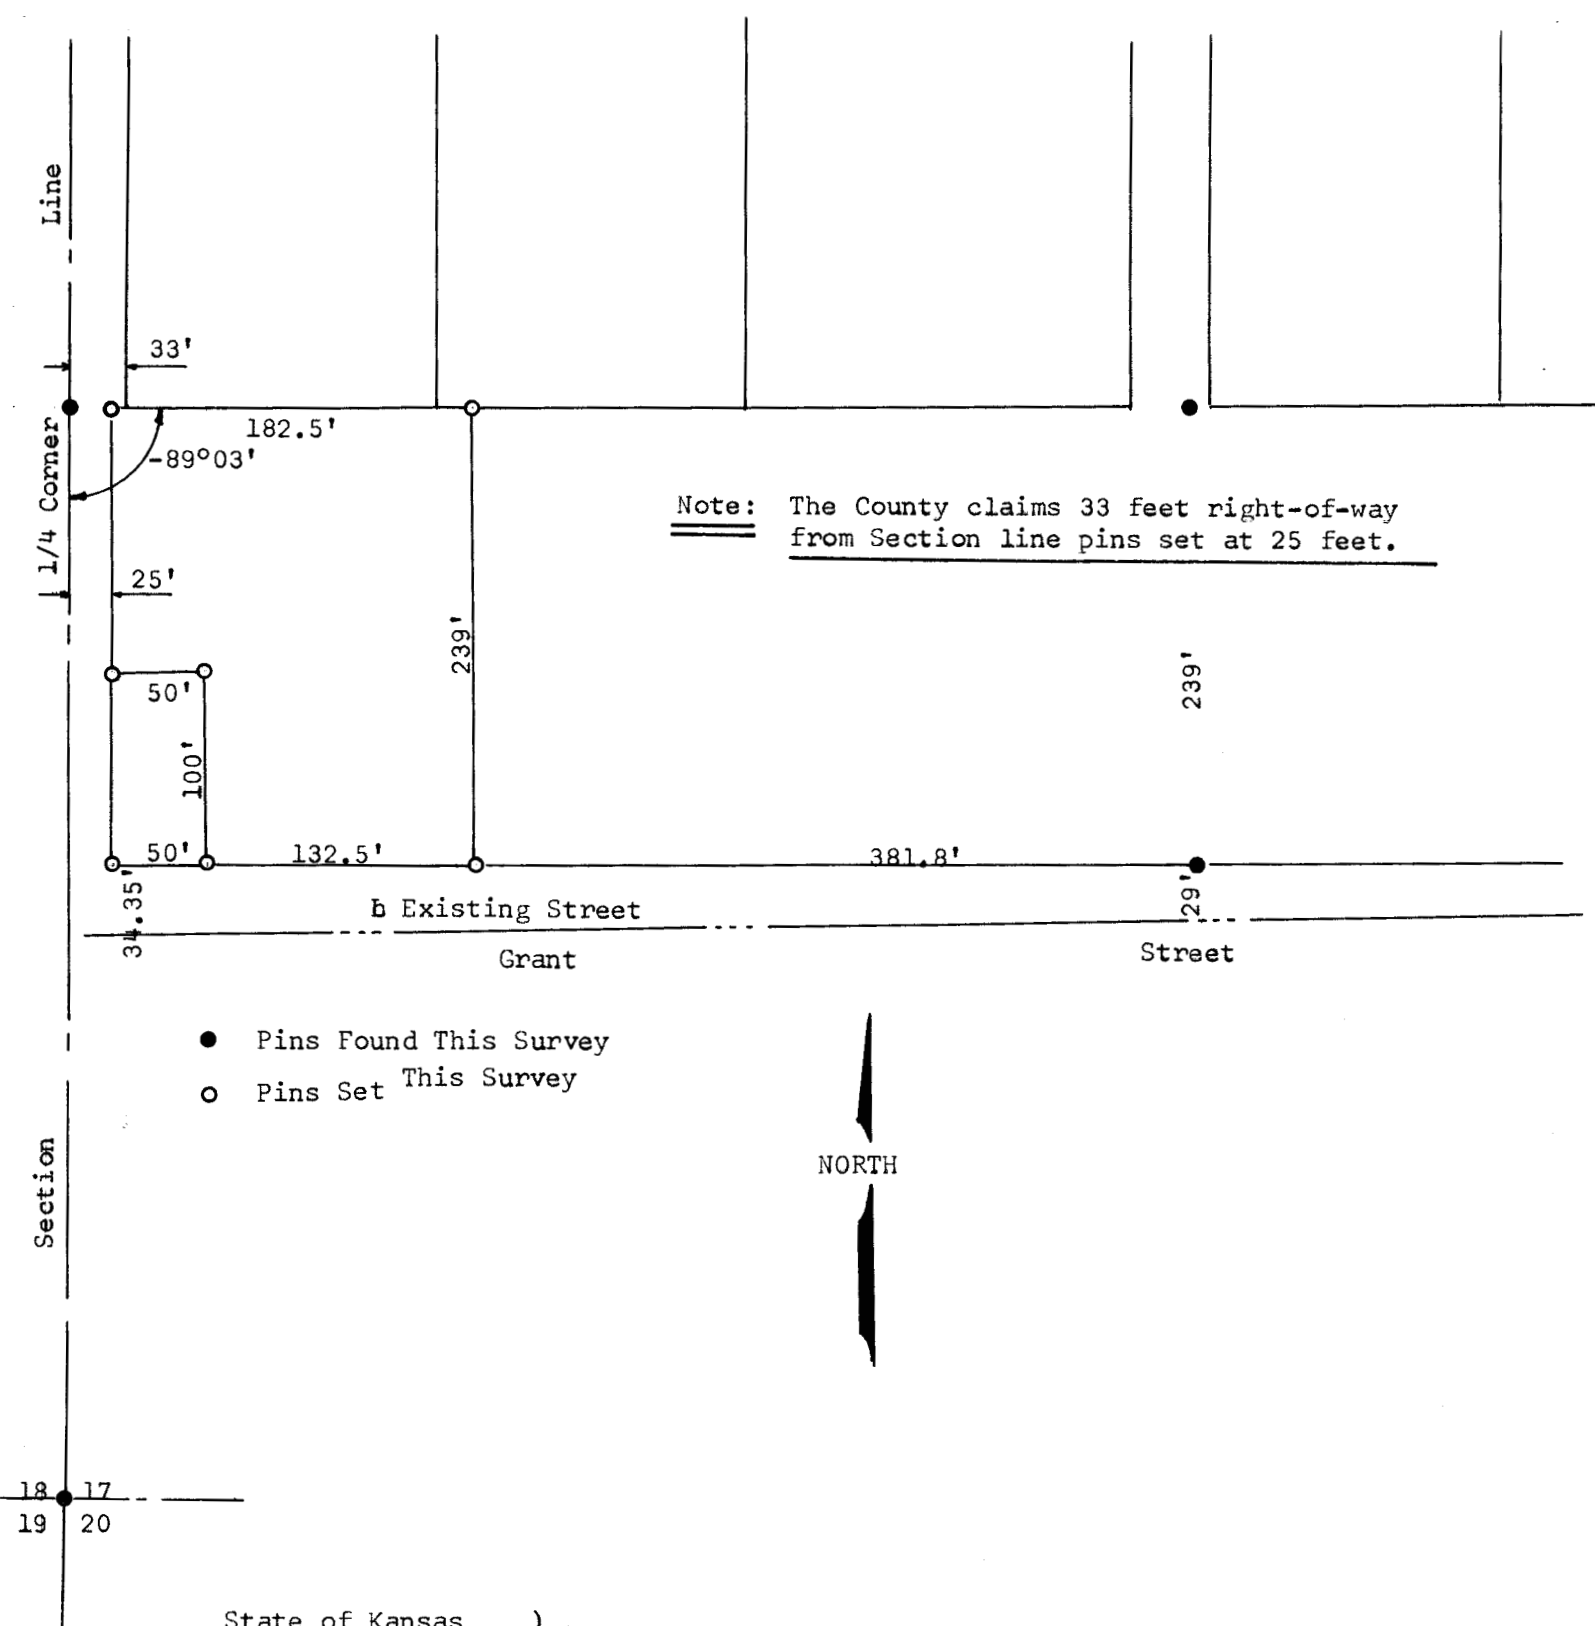 Line
33'
182.5'
-89°03'
1/4 Corner
Note: The County claims 33 feet right-of-way
from Section line pins set at 25 feet.
25'
239'
239'
50'
100'
50'
132.5'
381.8'
34.35'
29'
Existing Street
Grant Street
Pins Found This Survey
Pins Set This Survey
NORTH
Section
18 17
19 20
State of Kansas )